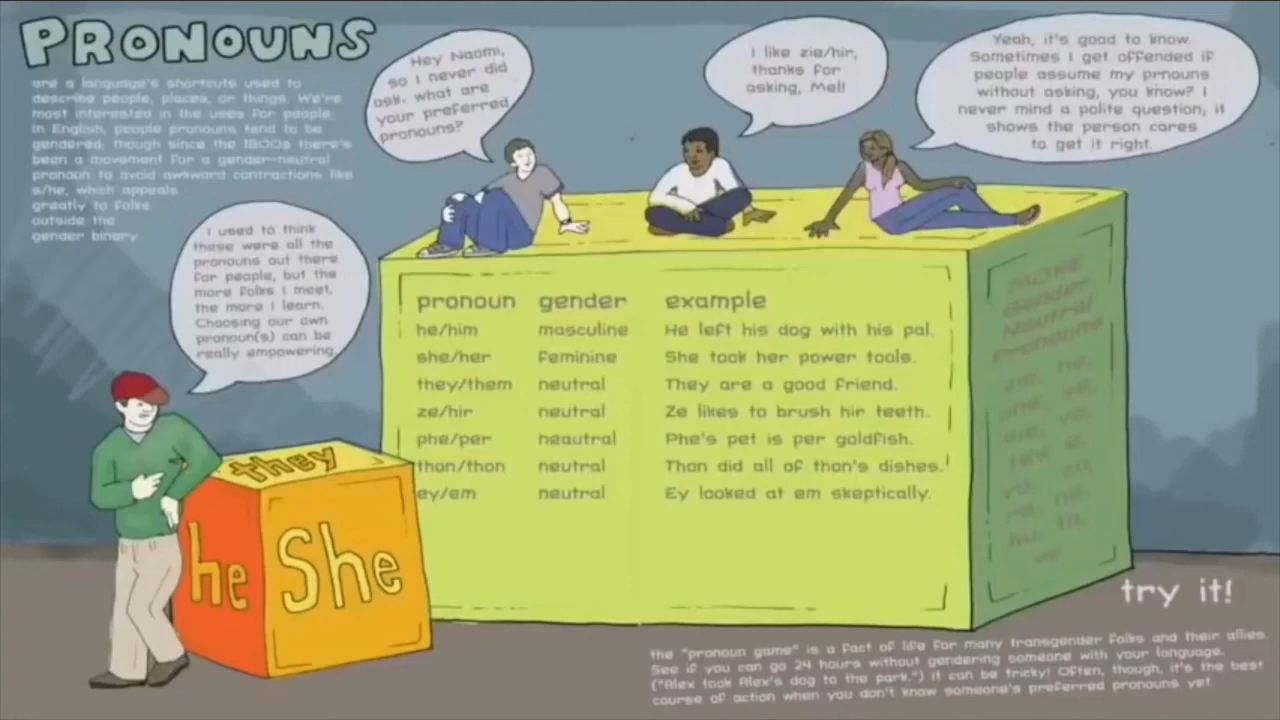 PRONOUNS
are a language's shortcuts used to
describe people, places, or things. We're
most interested in the uses for people.
In English, people pronouns tend to be
gendered, though since the 1800s there's
been a movement for a gender-neutral
pronoun to avoid awkward contractions like
s/he, which appeals
greatly to folks
outside the
gender binary
Hey Naomi,
so I never did
ask, what are
your preferred
pronouns?
I like zie/hir,
thanks for
asking, Mel!
Yeah, it's good to know.
Sometimes I get offended if
people assume my prnouns
without asking, you know? I
never mind a polite question, it
shows the person cares
to get it right.
I used to think
these were all the
pronouns out there
for people, but the
more folks I meet,
the more I learn.
Choosing our own
pronoun(s) can be
really empowering
they
he She
pronoun gender example
he/him masculine He left his dog with his pal.
she/her feminine She took her power tools.
they/them neutral They are a good friend.
ze/hir neutral Ze likes to brush hir teeth.
phe/per neautral Phe's pet is per goldfish.
thon/thon neutral Thon did all of thon's dishes.
ey/em neutral Ey looked at em skeptically.
MORE
Gender
Neutral
Pronouns
try it!
the "pronoun game" is a fact of life for many transgender folks and their allies.
See if you can go 24 hours without gendering someone with your language.
("Alex took Alex's dog to the park.") it can be tricky! Often, though, it's the best
course of action when you don't know someone's preferred pronouns yet.